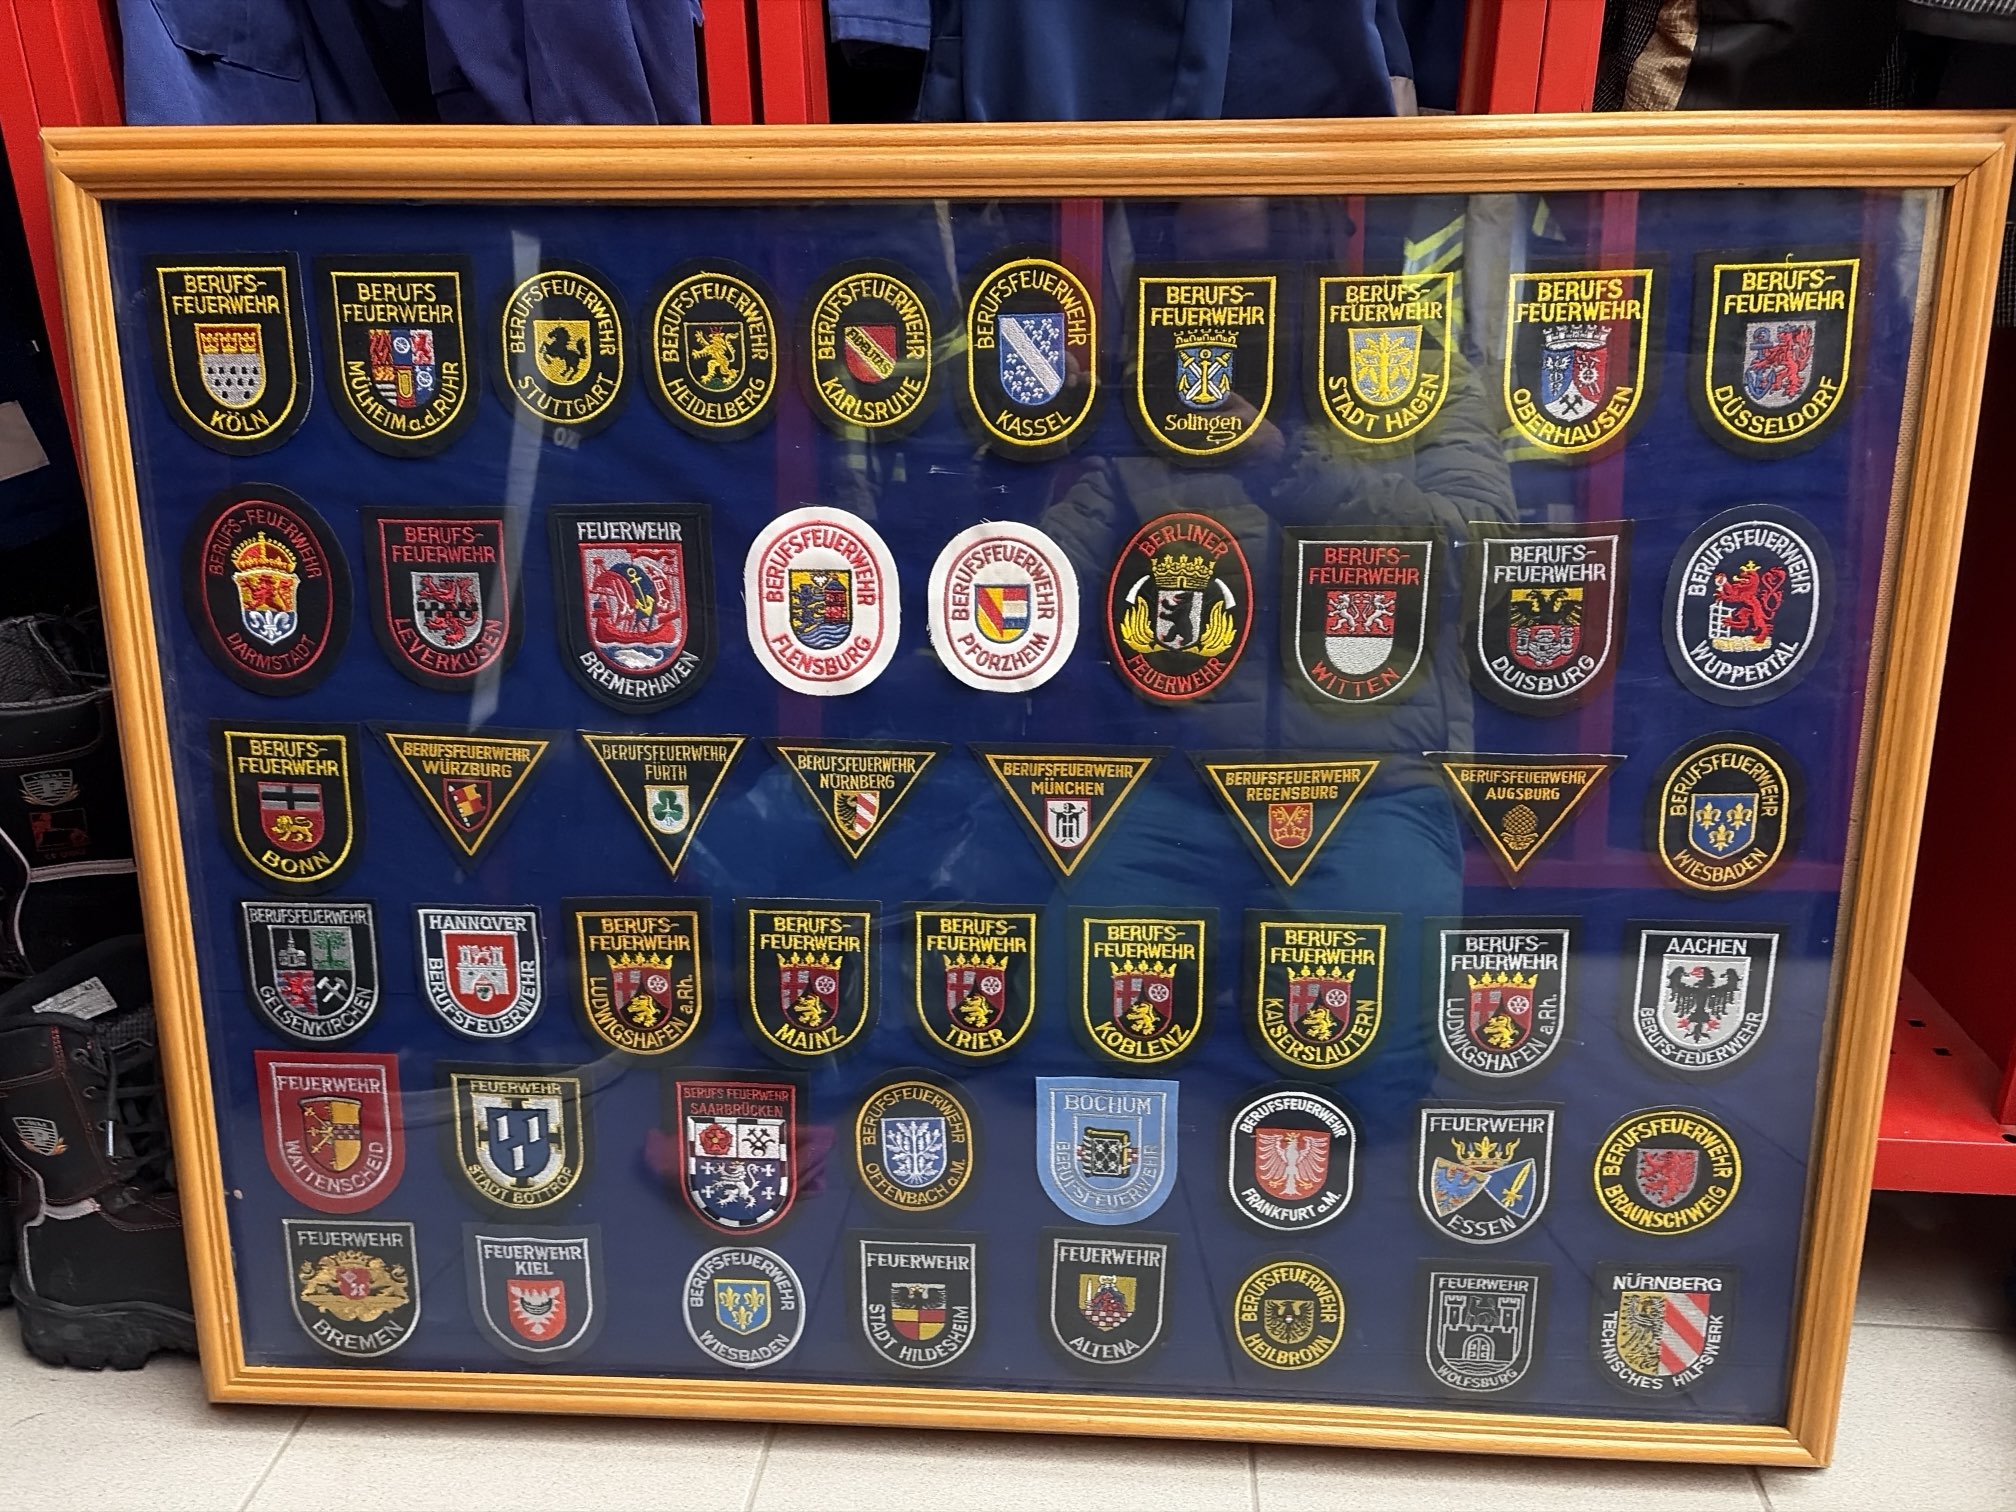 BERUFS-
FEUERWEHR
KÖLN
BERUFS
FEUERWEHR
MÜLHEIM a.d. RUHR
BERUFSFEUERWEHR
STUTTGART
BERUFSFEUERWEHR
HEIDELBERG
BERUFSFEUERWEHR
FIDELITAS
KARLSRUHE
BERUFSFEUERWEHR
KASSEL
BERUFS-
FEUERWEHR
Solingen
BERUFS-
FEUERWEHR
STADT HAGEN
BERUFS
FEUERWEHR
OBERHAUSEN
BERUFS-
FEUERWEHR
DÜSSELDORF
BERUFS-FEUERWEHR
DARMSTADT
BERUFS-
FEUERWEHR
LEVERKUSEN
FEUERWEHR
BREMERHAVEN
BERUFSFEUERWEHR
FLENSBURG
BERUFSFEUERWEHR
PFORZHEIM
BERLINER
FEUERWEHR
BERUFS-
FEUERWEHR
WITTEN
BERUFS-
FEUERWEHR
DUISBURG
BERUFSFEUERWEHR
WUPPERTAL
BERUFS-
FEUERWEHR
BONN
BERUFSFEUERWEHR
WÜRZBURG
BERUFSFEUERWEHR
FÜRTH
BERUFSFEUERWEHR
NÜRNBERG
BERUFSFEUERWEHR
MÜNCHEN
BERUFSFEUERWEHR
REGENSBURG
BERUFSFEUERWEHR
AUGSBURG
BERUFSFEUERWEHR
WIESBADEN
BERUFSFEUERWEHR
GELSENKIRCHEN
HANNOVER
BERUFSFEUERWEHR
BERUFS-
FEUERWEHR
LUDWIGSHAFEN a.Rh.
BERUFS-
FEUERWEHR
MAINZ
BERUFS-
FEUERWEHR
TRIER
BERUFS-
FEUERWEHR
KOBLENZ
BERUFS-
FEUERWEHR
KAISERSLAUTERN
BERUFS-
FEUERWEHR
LUDWIGSHAFEN a.Rh.
AACHEN
BERUFS-FEUERWEHR
FEUERWEHR
WATTENSCHEID
FEUERWEHR
STADT BOTTROP
BERUFS FEUERWEHR
SAARBRÜCKEN
BERUFSFEUERWEHR
OFFENBACH a.M.
BOCHUM
BERUFSFEUERWEHR
BERUFSFEUERWEHR
FRANKFURT a.M.
FEUERWEHR
ESSEN
BERUFSFEUERWEHR
BRAUNSCHWEIG
FEUERWEHR
BREMEN
FEUERWEHR
KIEL
BERUFSFEUERWEHR
WIESBADEN
FEUERWEHR
STADT HILDESHEIM
FEUERWEHR
ALTENA
BERUFSFEUERWEHR
HEILBRONN
FEUERWEHR
WOLFSBURG
NÜRNBERG
TECHNISCHES HILFSWERK